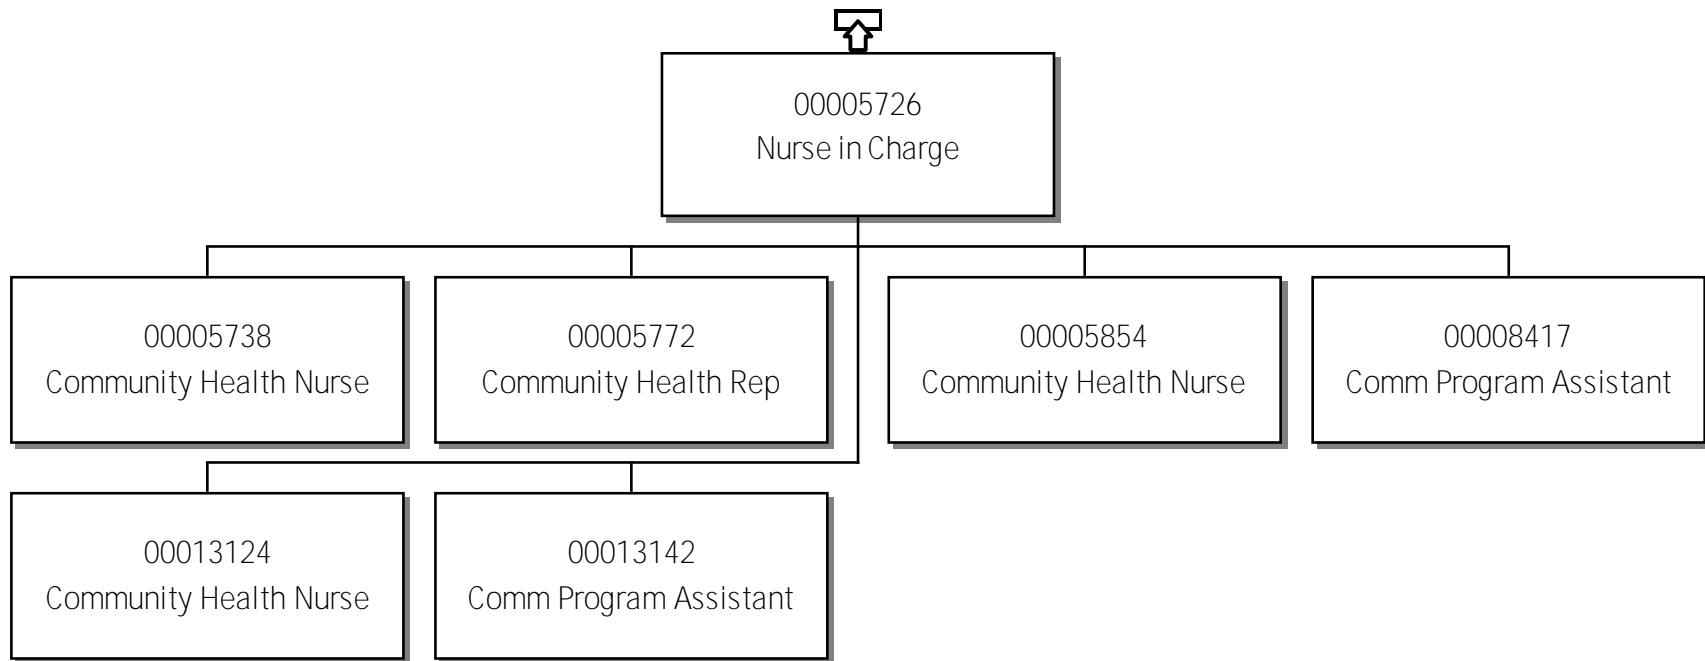 00005726
Nurse in Charge
00005738
Community Health Nurse
00005772
Community Health Rep
00005854
Community Health Nurse
00008417
Comm Program Assistant
00013124
Community Health Nurse
00013142
Comm Program Assistant